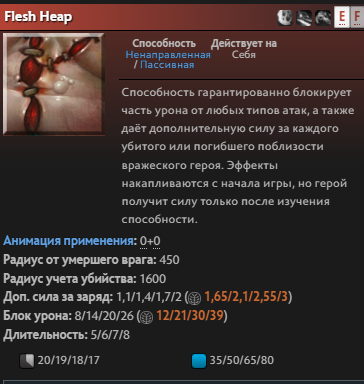 Flesh Heap
E F
Способность Действует на
Ненаправленная Себя
/ Пассивная
Способность гарантированно блокирует
часть урона от любых типов атак, а также
даёт дополнительную силу за каждого
убитого или погибшего поблизости
вражеского героя. Эффекты
накапливаются с начала игры, но герой
получит силу только после изучения
способности.
Анимация применения: 0+0
Радиус от умершего врага: 450
Радиус учета убийства: 1600
Доп. сила за заряд: 1,1/1,4/1,7/2 ( 1,65/2,1/2,55/3)
Блок урона: 8/14/20/26 ( 12/21/30/39)
Длительность: 5/6/7/8
20/19/18/17 35/50/65/80